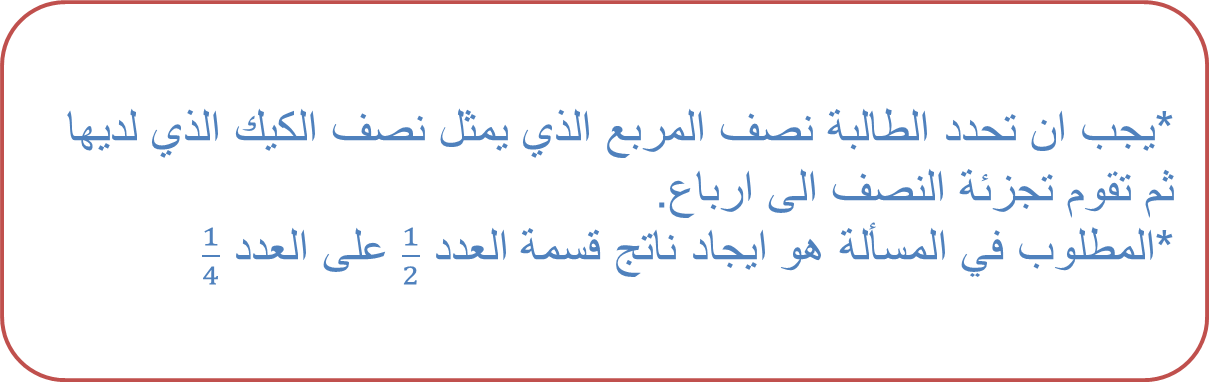 *يجب ان تحدد الطالبة نصف المربع الذي يمثل نصف الكيك الذي لديها
ثم تقوم تجزئة النصف الى ارباع.
*المطلوب في المسألة هو ايجاد ناتج قسمة العدد 1/2 على العدد 1/4